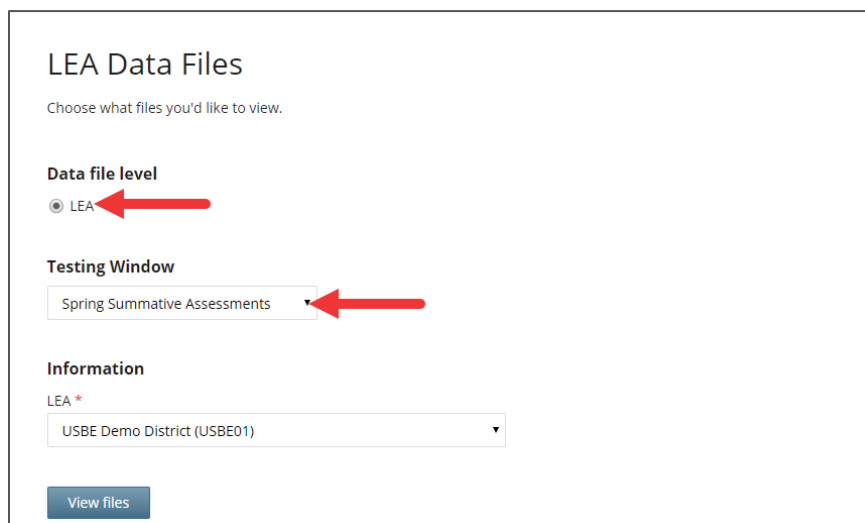 LEA Data Files
Choose what files you'd like to view.
Data file level
LEA
Testing Window
Spring Summative Assessments
Information
LEA *
USBE Demo District (USBE01)
View files